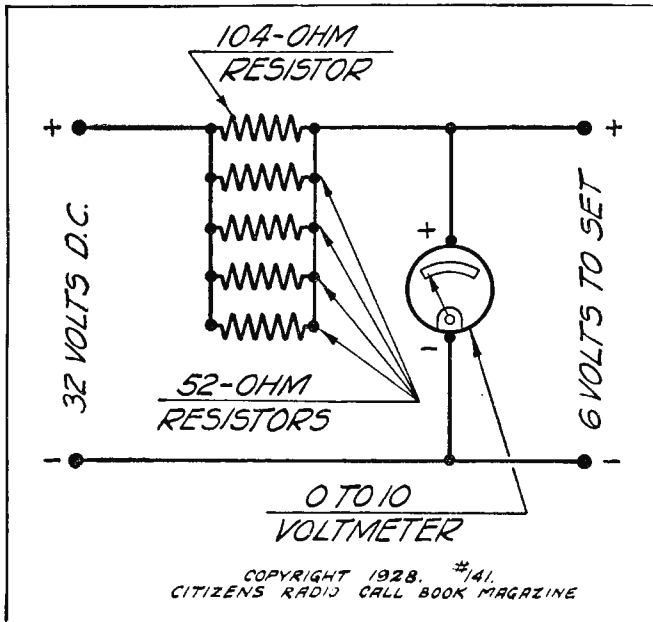 104-OHM
RESISTOR
+
+
32 VOLTS D.C.
+
-
6 VOLTS TO SET
52-OHM
RESISTORS
-
-
0 TO 10
VOLTMETER
COPYRIGHT 1928. #141.
CITIZENS RADIO CALL BOOK MAGAZINE